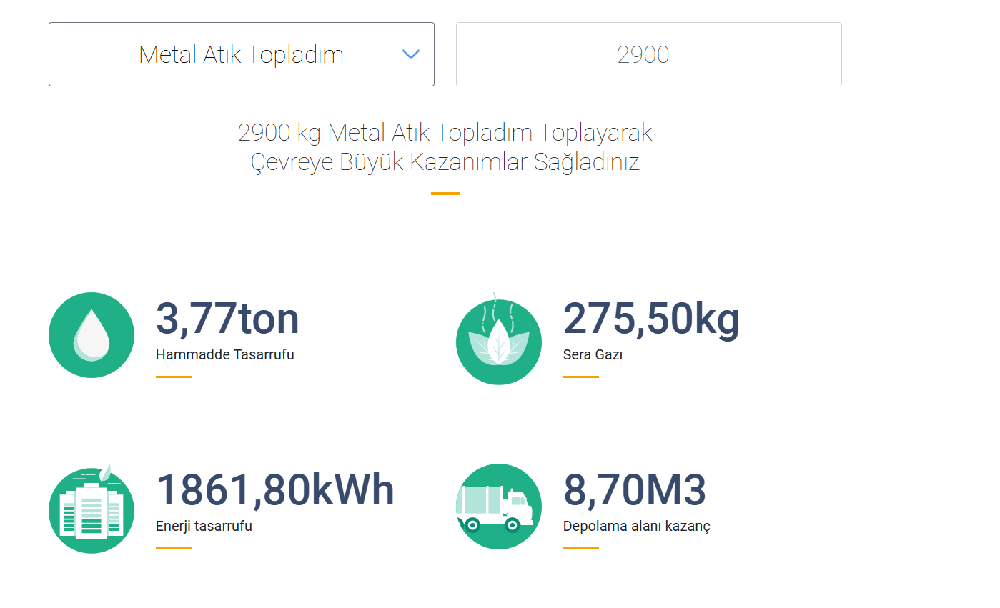 Metal Atık Topladım
2900
2900 kg Metal Atık Topladım Toplayarak
Çevreye Büyük Kazanımlar Sağladınız
3,77ton
Hammadde Tasarrufu
275,50kg
Sera Gazı
1861,80kWh
Enerji tasarrufu
8,70M3
Depolama alanı kazanç